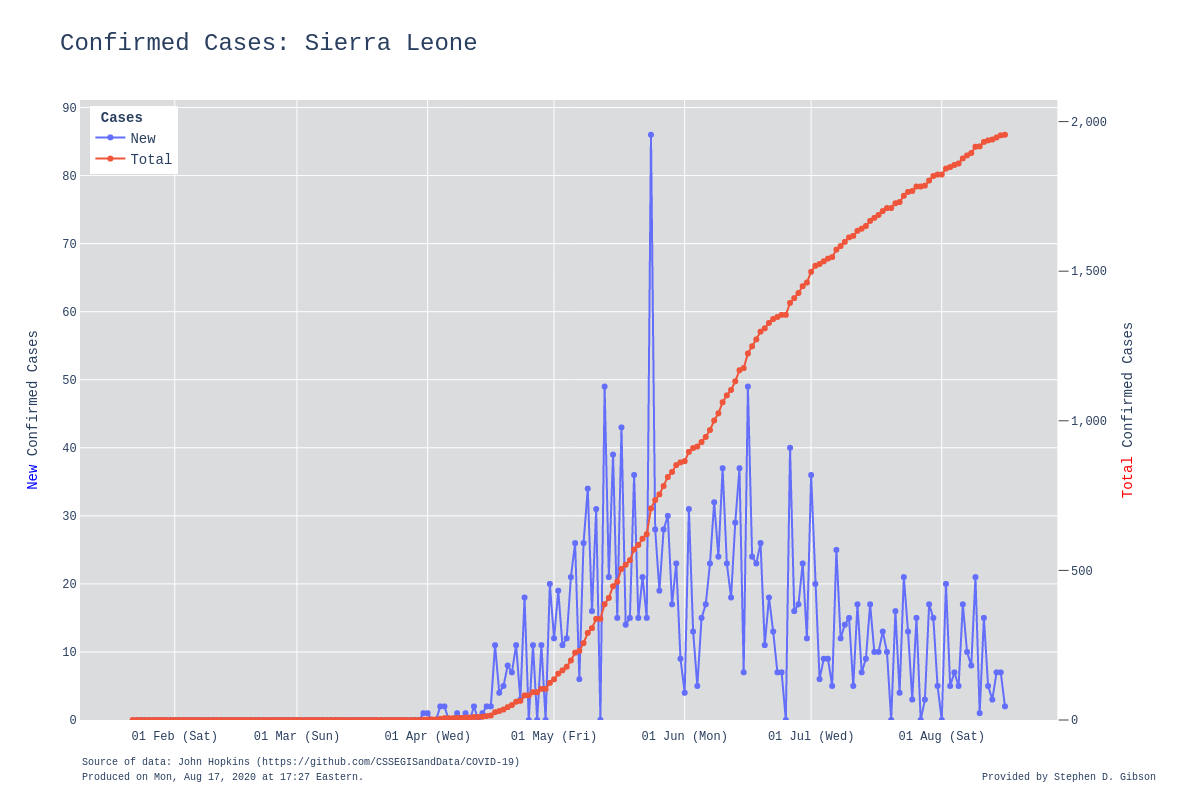 Confirmed Cases: Sierra Leone
Cases
New
Total
90
80
70
60
50
40
30
20
10
0
New Confirmed Cases
2,000
1,500
1,000
500
0
Total Confirmed Cases
01 Feb (Sat)
01 Mar (Sun)
01 Apr (Wed)
01 May (Fri)
01 Jun (Mon)
01 Jul (Wed)
01 Aug (Sat)
Source of data: John Hopkins (https://github.com/CSSEGISandData/COVID-19)
Produced on Mon, Aug 17, 2020 at 17:27 Eastern.
Provided by Stephen D. Gibson